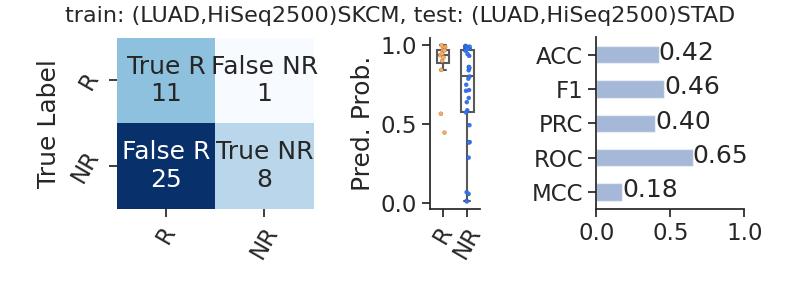 train: (LUAD,HiSeq2500)SKCM, test: (LUAD,HiSeq2500)STAD
True Label
R
NR
True R
11
False NR
1
False R
25
True NR
8
R
NR
Pred. Prob.
1.0
0.5
0.0
R
NR
ACC
0.42
F1
0.46
PRC
0.40
ROC
0.65
MCC
0.18
0.0
0.5
1.0